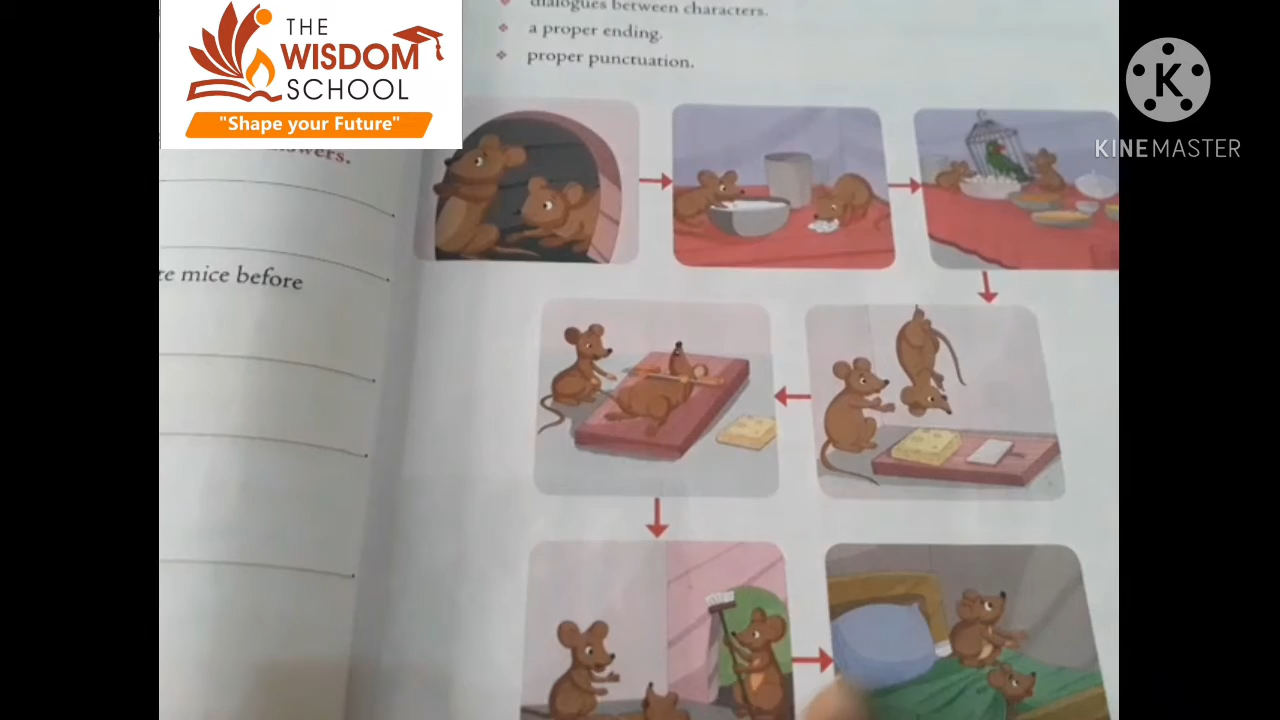 THE
WISDOM
SCHOOL
"Shape your Future"
dialogues between characters.
a proper ending.
proper punctuation.
K
KINEMASTER
mice before